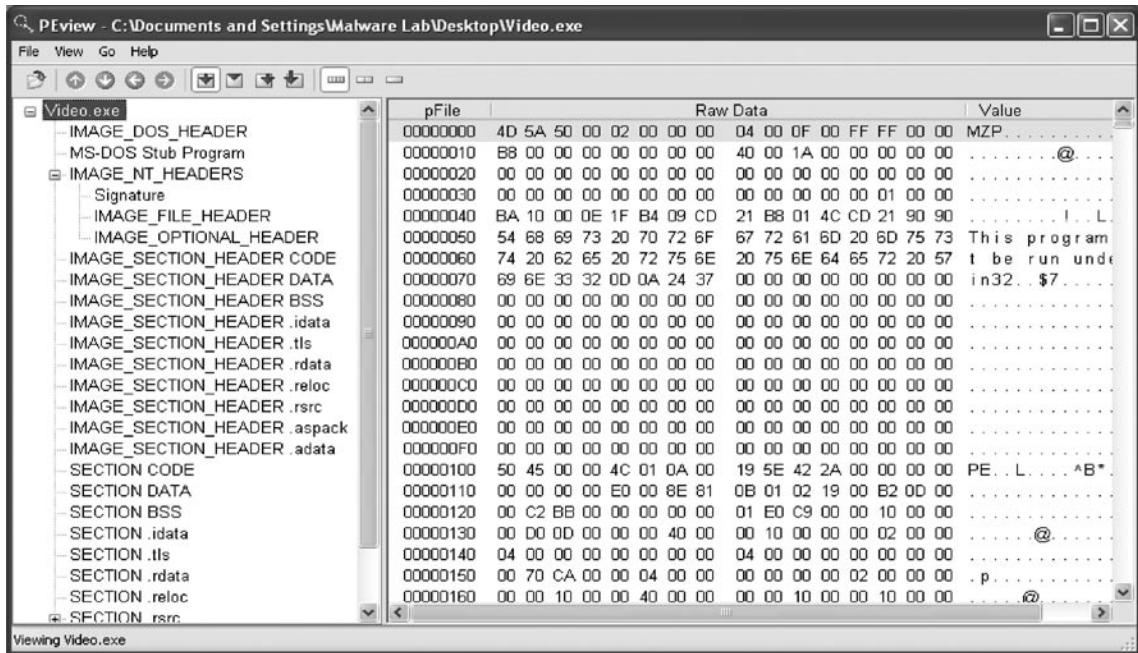 PEview - C:\Documents and Settings\Malware Lab\Desktop\Video.exe
File View Go Help
Video.exe
IMAGE_DOS_HEADER
MS-DOS Stub Program
IMAGE_NT_HEADERS
Signature
IMAGE_FILE_HEADER
IMAGE_OPTIONAL_HEADER
IMAGE_SECTION_HEADER CODE
IMAGE_SECTION_HEADER DATA
IMAGE_SECTION_HEADER BSS
IMAGE_SECTION_HEADER .idata
IMAGE_SECTION_HEADER .tls
IMAGE_SECTION_HEADER .rdata
IMAGE_SECTION_HEADER .reloc
IMAGE_SECTION_HEADER .rsrc
IMAGE_SECTION_HEADER .aspack
IMAGE_SECTION_HEADER .adata
SECTION CODE
SECTION DATA
SECTION BSS
SECTION .idata
SECTION .tls
SECTION .rdata
SECTION .reloc
SECTION .rsrc
pFile Raw Data Value
00000000 4D 5A 50 00 02 00 00 00 04 00 0F 00 FF FF 00 00 MZP.............
00000010 B8 00 00 00 00 00 00 00 40 00 1A 00 00 00 00 00 ........@....
00000020 00 00 00 00 00 00 00 00 00 00 00 00 00 00 00 00 .............
00000030 00 00 00 00 00 00 00 00 00 00 00 00 00 01 00 00 .............
00000040 BA 10 00 0E 1F B4 09 CD 21 B8 01 4C CD 21 90 90 ........!..L
00000050 54 68 69 73 20 70 72 6F 67 72 61 6D 20 6D 75 73 This program
00000060 74 20 62 65 20 72 75 6E 20 75 6E 64 65 72 20 57 t be run unde
00000070 69 6E 33 32 0D 0A 24 37 00 00 00 00 00 00 00 00 in32..$7.....
00000080 00 00 00 00 00 00 00 00 00 00 00 00 00 00 00 00 .............
00000090 00 00 00 00 00 00 00 00 00 00 00 00 00 00 00 00 .............
000000A0 00 00 00 00 00 00 00 00 00 00 00 00 00 00 00 00 .............
000000B0 00 00 00 00 00 00 00 00 00 00 00 00 00 00 00 00 .............
000000C0 00 00 00 00 00 00 00 00 00 00 00 00 00 00 00 00 .............
000000D0 00 00 00 00 00 00 00 00 00 00 00 00 00 00 00 00 .............
000000E0 00 00 00 00 00 00 00 00 00 00 00 00 00 00 00 00 .............
000000F0 00 00 00 00 00 00 00 00 00 00 00 00 00 00 00 00 .............
00000100 50 45 00 00 4C 01 0A 00 19 5E 42 2A 00 00 00 00 PE..L....^B*.
00000110 00 00 00 00 E0 00 8E 81 0B 01 02 19 00 B2 0D 00 .............
00000120 00 C2 BB 00 00 00 00 00 01 E0 C9 00 00 10 00 00 .............
00000130 00 D0 0D 00 00 00 40 00 00 10 00 00 00 02 00 00 ......@......
00000140 04 00 00 00 00 00 00 00 04 00 00 00 00 00 00 00 .............
00000150 00 70 CA 00 00 04 00 00 00 00 00 00 02 00 00 00 .p...........
00000160 00 00 10 00 00 40 00 00 00 00 10 00 00 10 00 00 .....@.......
Viewing Video.exe